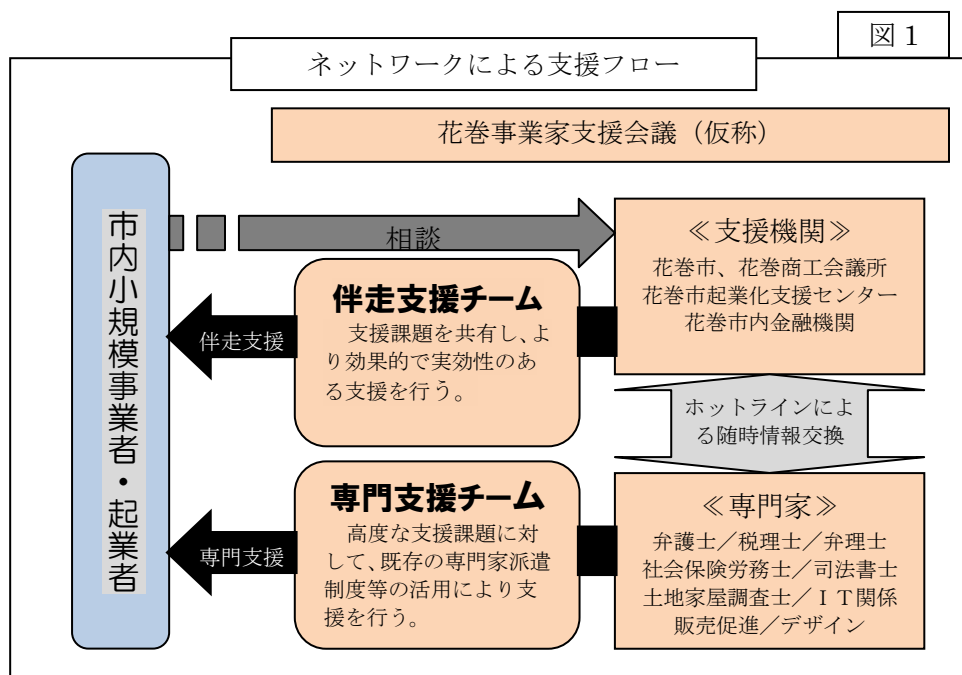 図1
ネットワークによる支援フロー
花巻事業家支援会議（仮称）
市内小規模事業者・起業者
相談
≪支援機関≫
花巻市、花巻商工会議所
花巻市起業化支援センター
花巻市内金融機関
伴走支援チーム
支援課題を共有し、よ
り効果的で実効性のあ
る支援を行う。
伴走支援
ホットラインによ
る随時情報交換
専門支援チーム
高度な支援課題に対
して、既存の専門家派遣
制度等の活用により支
援を行う。
専門支援
≪専門家≫
弁護士／税理士／弁理士
社会保険労務士／司法書士
土地家屋調査士／ＩＴ関係
販売促進／デザイン